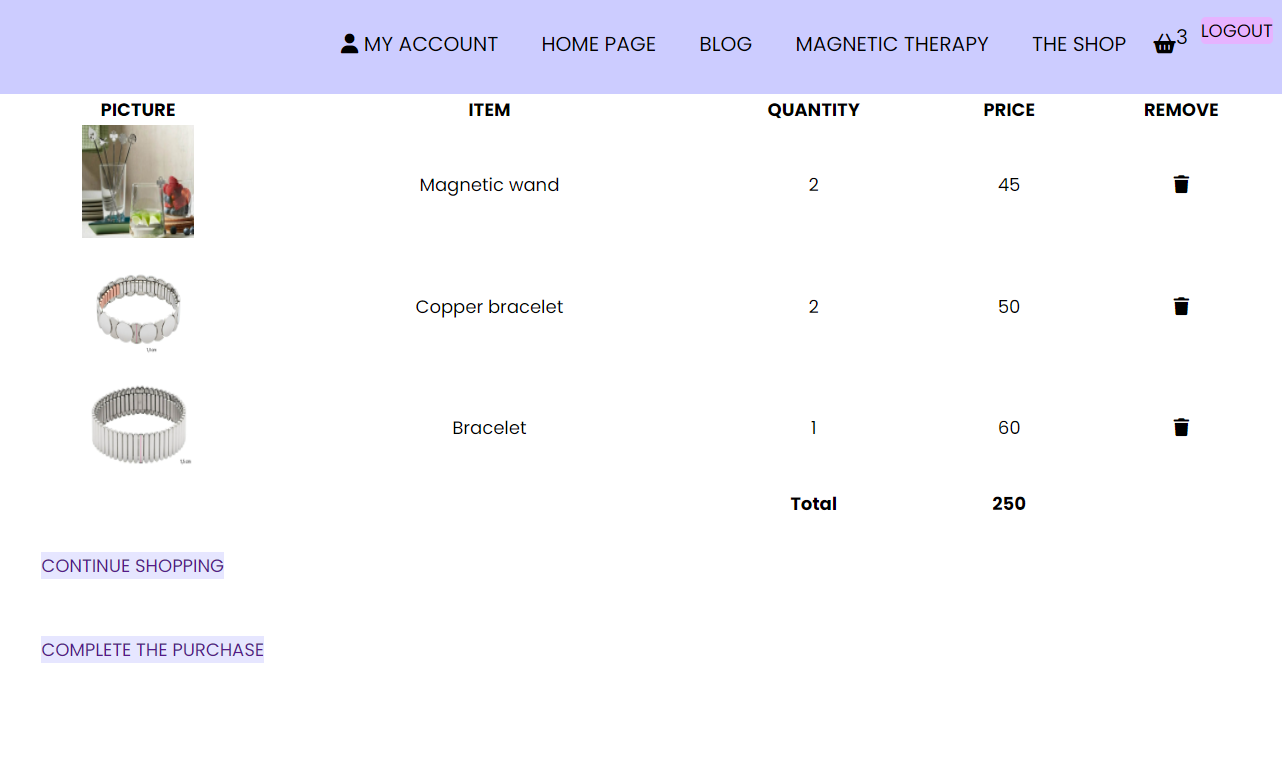 MY ACCOUNT HOME PAGE BLOG MAGNETIC THERAPY THE SHOP 3 LOGOUT
PICTURE ITEM QUANTITY PRICE REMOVE
Magnetic wand 2 45
Copper bracelet 2 50
Bracelet 1 60
Total 250
CONTINUE SHOPPING
COMPLETE THE PURCHASE